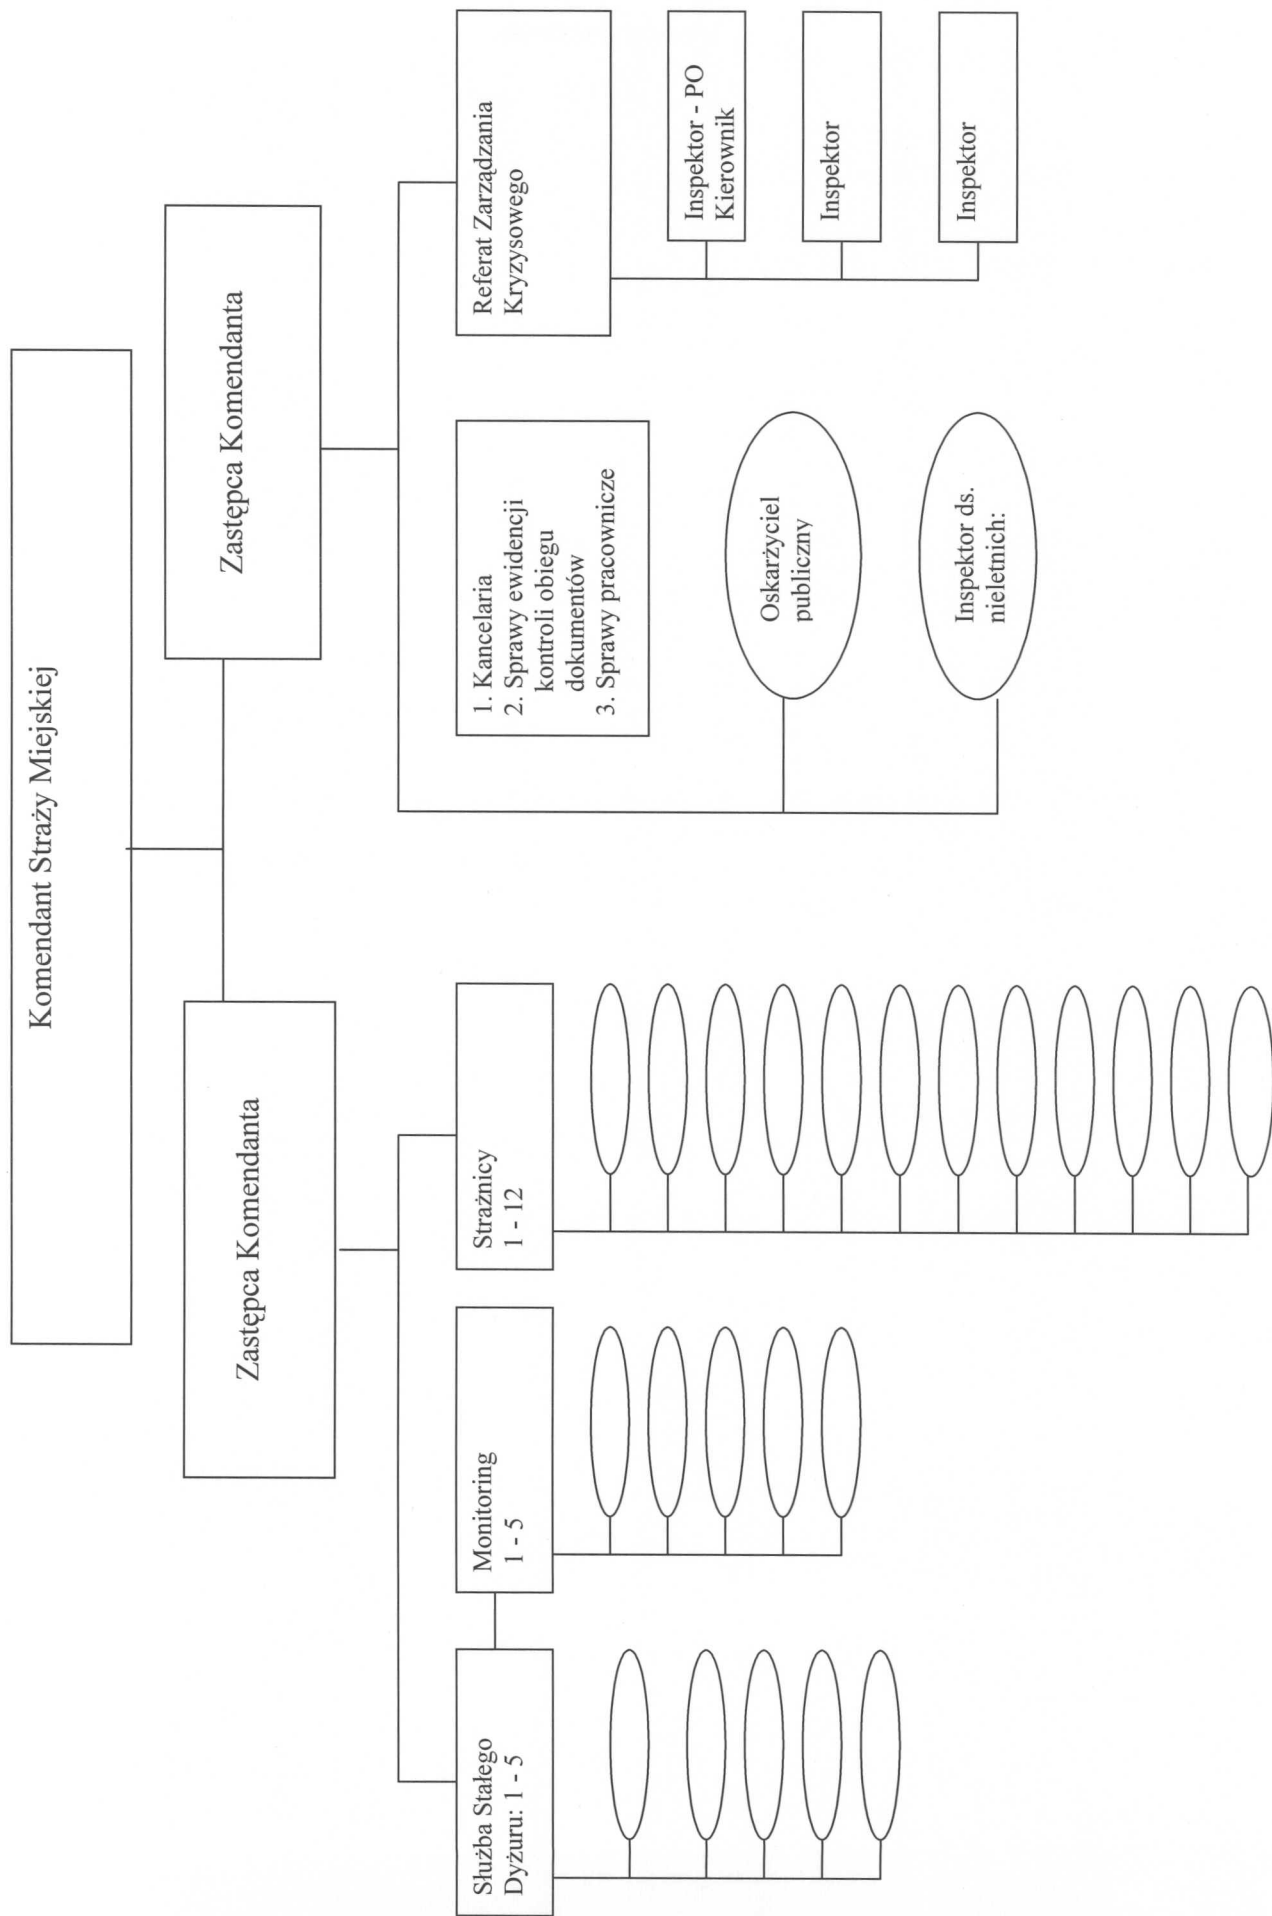 Komendant Straży Miejskiej
Zastępca Komendanta
Zastępca Komendanta
Służba Stałego
Dyżuru: 1 - 5
Monitoring
1 - 5
Strażnicy
1 - 12
1. Kancelaria
2. Sprawy ewidencji
kontroli obiegu
dokumentów
3. Sprawy pracownicze
Oskarżyciel
publiczny
Inspektor ds.
nieletnich:
Referat Zarządzania
Kryzysowego
Inspektor - PO
Kierownik
Inspektor
Inspektor